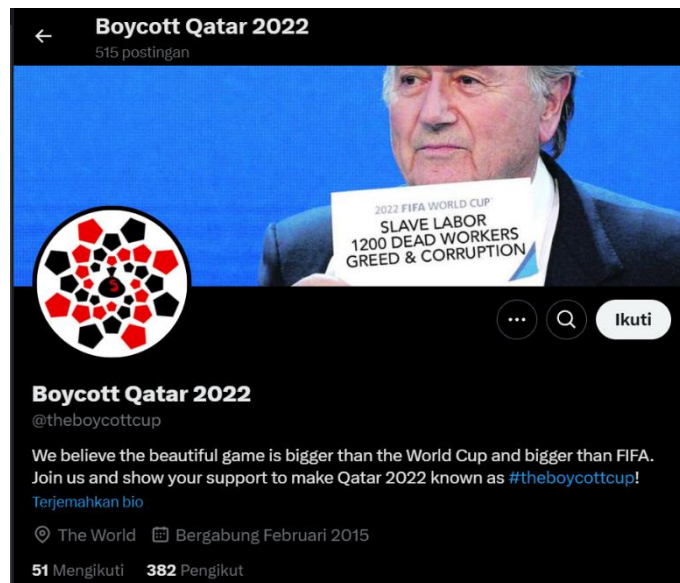 Boycott Qatar 2022
515 postingan
2022 FIFA WORLD CUP
SLAVE LABOR
1200 DEAD WORKERS
GREED & CORRUPTION
$
Ikuti
Boycott Qatar 2022
@theboycottcup
We believe the beautiful game is bigger than the World Cup and bigger than FIFA.
Join us and show your support to make Qatar 2022 known as #theboycottcup!
Terjemahkan bio
The World Bergabung Februari 2015
51 Mengikuti 382 Pengikut